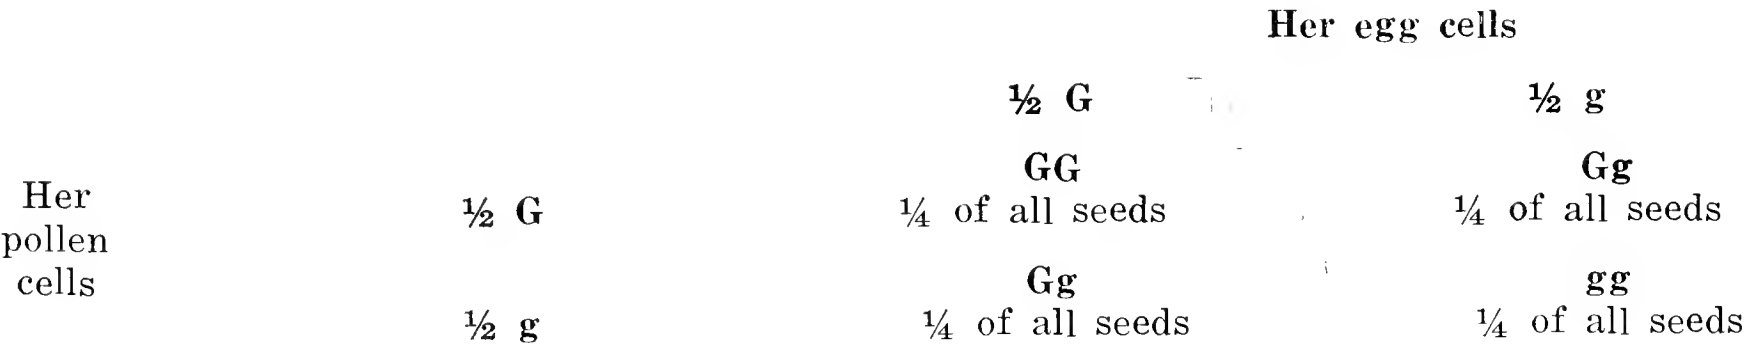 Her egg cells
½ G ½ g
GG Gg
Her
½ G ¼ of all seeds ¼ of all seeds
pollen
cells
Gg gg
½ g ¼ of all seeds ¼ of all seeds